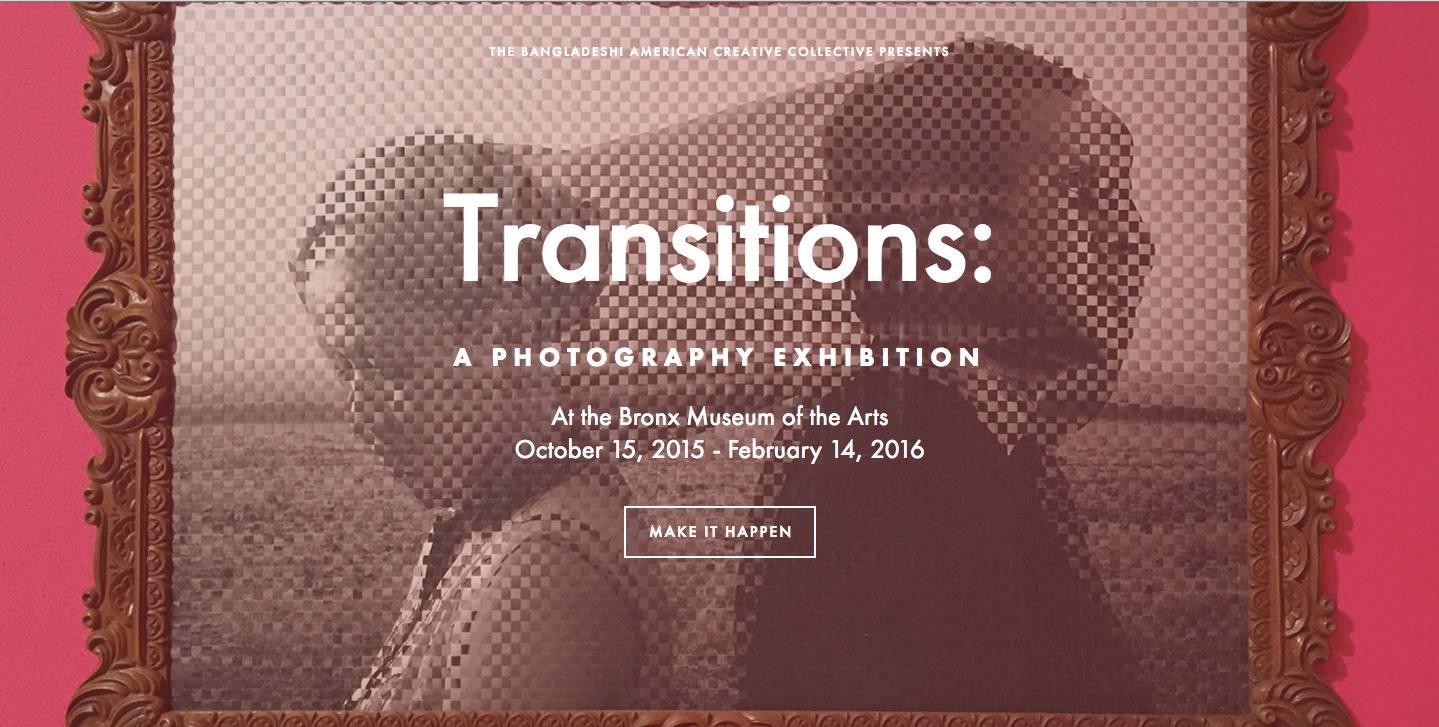 THE BANGLADESHI AMERICAN CREATIVE COLLECTIVE PRESENTS
Transitions:
A PHOTOGRAPHY EXHIBITION
At the Bronx Museum of the Arts
October 15, 2015 - February 14, 2016
MAKE IT HAPPEN